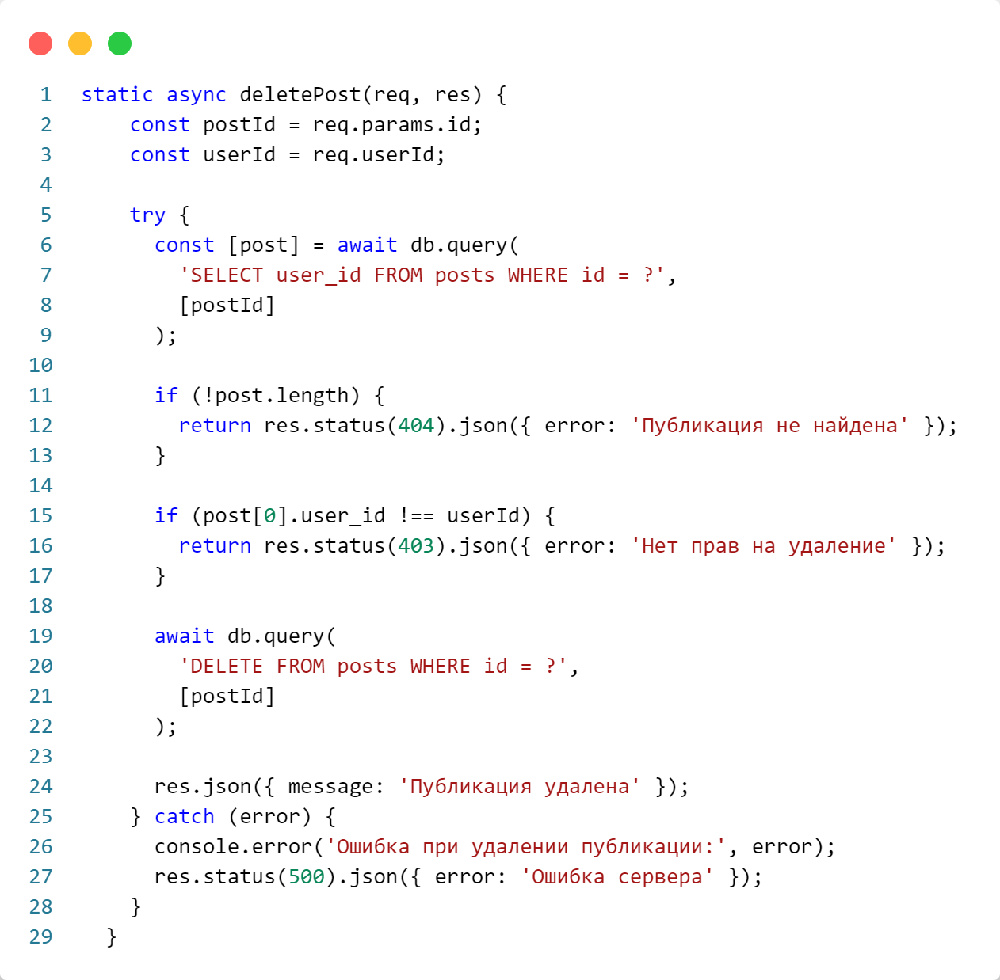 1 static async deletePost(req, res) {
2     const postId = req.params.id;
3     const userId = req.userId;
4
5     try {
6       const [post] = await db.query(
7         'SELECT user_id FROM posts WHERE id = ?',
8         [postId]
9       );
10
11       if (!post.length) {
12         return res.status(404).json({ error: 'Публикация не найдена' });
13       }
14
15       if (post[0].user_id !== userId) {
16         return res.status(403).json({ error: 'Нет прав на удаление' });
17       }
18
19       await db.query(
20         'DELETE FROM posts WHERE id = ?',
21         [postId]
22       );
23
24       res.json({ message: 'Публикация удалена' });
25     } catch (error) {
26       console.error('Ошибка при удалении публикации:', error);
27       res.status(500).json({ error: 'Ошибка сервера' });
28     }
29   }